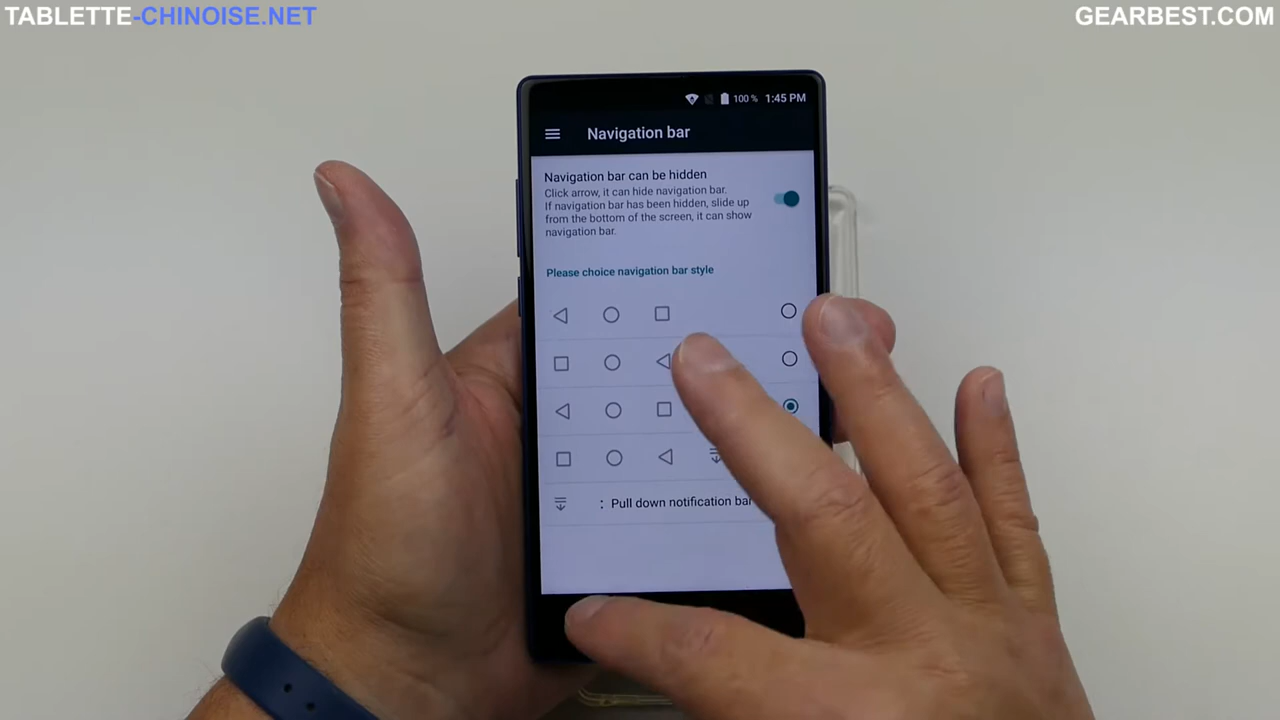 TABLETTE-CHINOISE.NET
GEARBEST.COM
100 % 1:45 PM
Navigation bar
Navigation bar can be hidden
Click arrow, it can hide navigation bar.
If navigation bar has been hidden, slide up
from the bottom of the screen, it can show
navigation bar.
Please choice navigation bar style
: Pull down notification bar